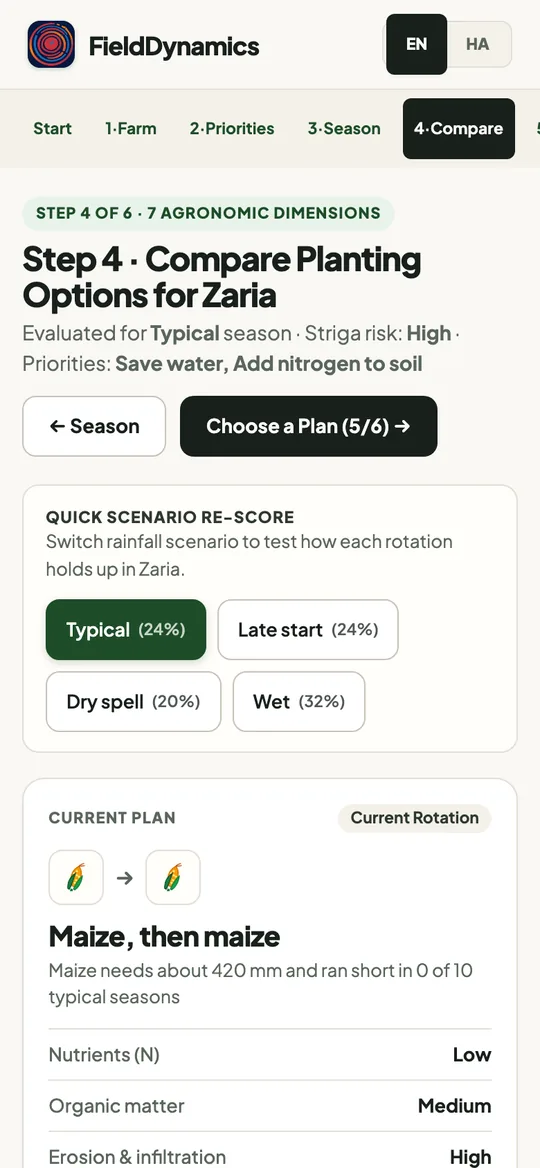 FieldDynamics
EN
HA
Start
1·Farm
2·Priorities
3·Season
4·Compare
STEP 4 OF 6 · 7 AGRONOMIC DIMENSIONS
Step 4 · Compare Planting
Options for Zaria
Evaluated for Typical season · Striga risk: High ·
Priorities: Save water, Add nitrogen to soil
← Season
Choose a Plan (5/6) →
QUICK SCENARIO RE-SCORE
Switch rainfall scenario to test how each rotation
holds up in Zaria.
Typical (24%)
Late start (24%)
Dry spell (20%)
Wet (32%)
CURRENT PLAN
Current Rotation
→
Maize, then maize
Maize needs about 420 mm and ran short in 0 of 10
typical seasons
Nutrients (N)
Low
Organic matter
Medium
Erosion & infiltration
High